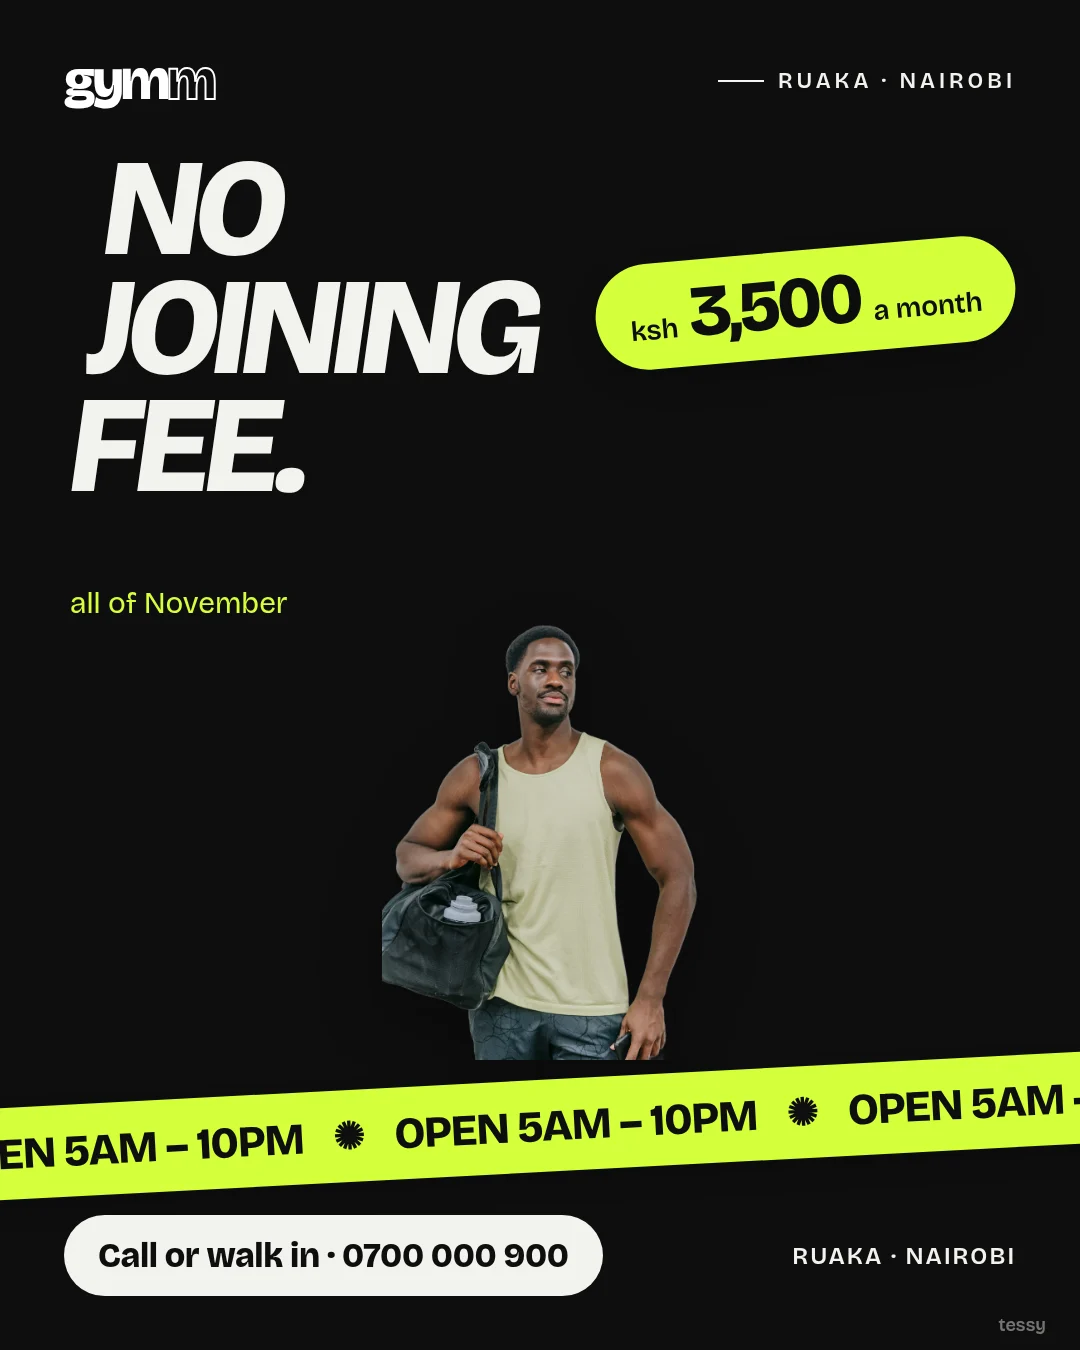 gymm
RUAKA · NAIROBI
NO
JOINING
FEE.
ksh 3,500 a month
all of November
EN 5AM – 10PM ✺ OPEN 5AM – 10PM ✺ OPEN 5AM -
Call or walk in · 0700 000 900
RUAKA · NAIROBI
tessy